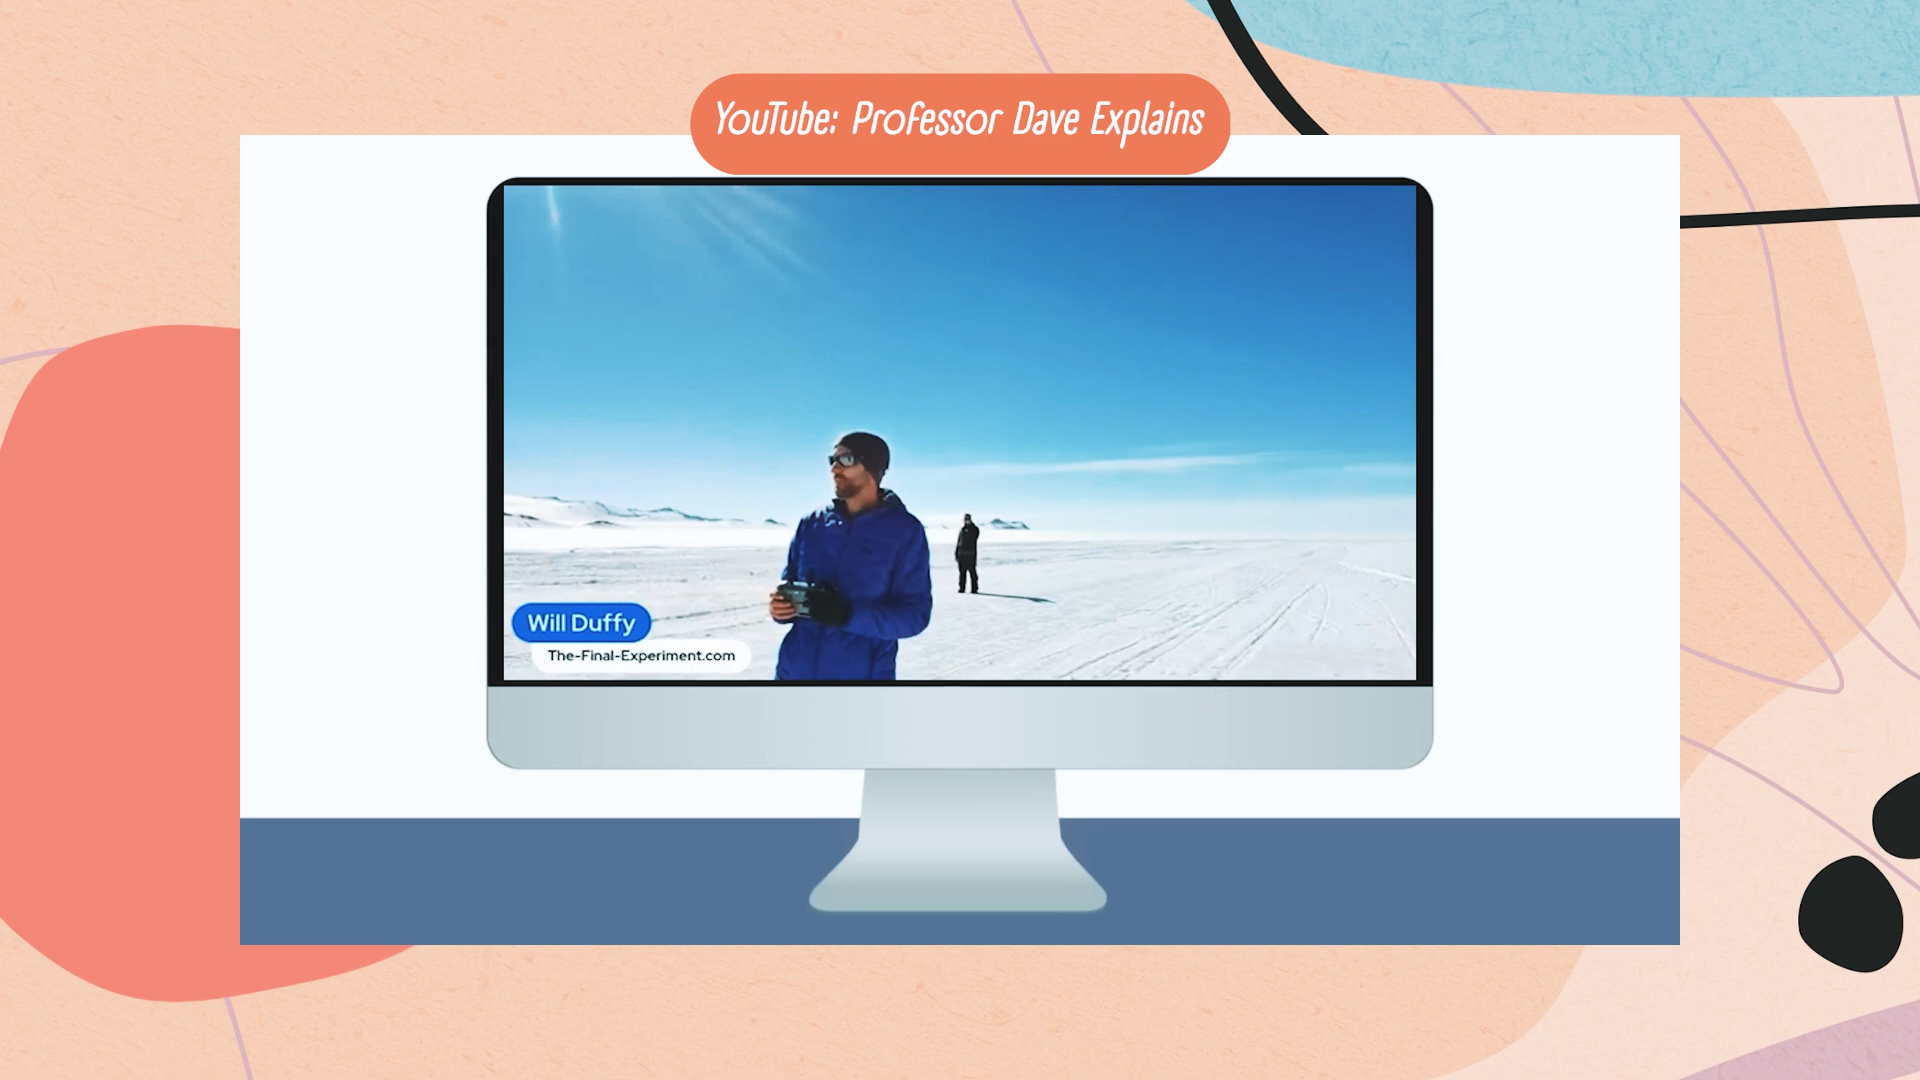 YouTube: Professor Dave Explains
Will Duffy
The-Final-Experiment.com